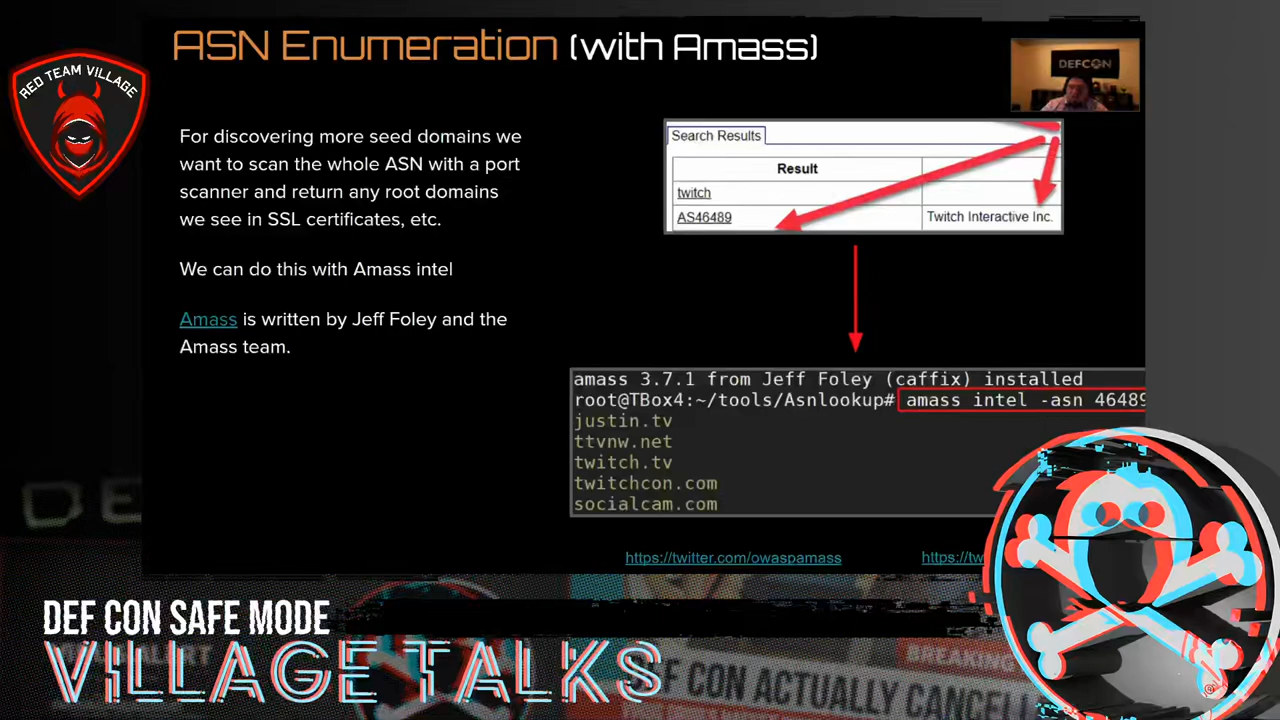 ASN Enumeration (with Amass)
RED TEAM VILLAGE
DEFCON
For discovering more seed domains we
want to scan the whole ASN with a port
scanner and return any root domains
we see in SSL certificates, etc.
We can do this with Amass intel
Amass is written by Jeff Foley and the
Amass team.
Search Results
Result
twitch
AS46489 Twitch Interactive Inc.
amass 3.7.1 from Jeff Foley (caffix) installed
root@TBox4:~/tools/Asnlookup# amass intel -asn 46489
justin.tv
ttvnw.net
twitch.tv
twitchcon.com
socialcam.com
https://twitter.com/owaspamass
https://tw
DEF CON SAFE MODE
VILLAGE TALKS
BREAKING
DEF CON ACTUALLY CANCELL